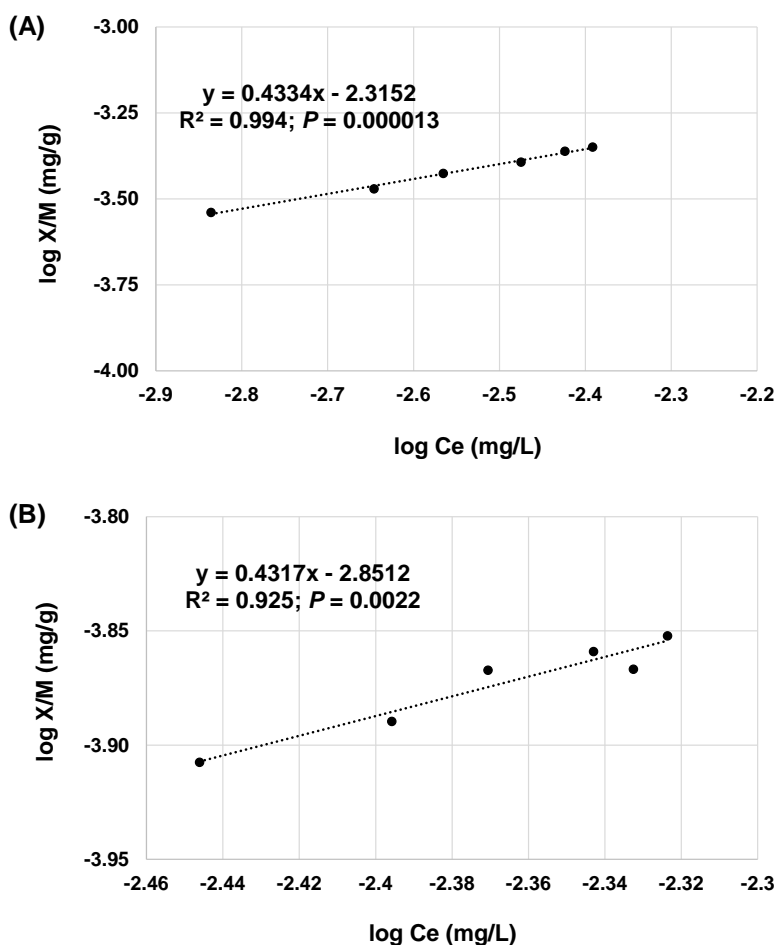 (A)
-3.00
y = 0.4334x - 2.3152
R² = 0.994; P = 0.000013
-3.25
-3.50
-3.75
-4.00
log X/M (mg/g)
-2.9 -2.8 -2.7 -2.6 -2.5 -2.4 -2.3 -2.2
log Ce (mg/L)
(B)
-3.80
y = 0.4317x - 2.8512
R² = 0.925; P = 0.0022
-3.85
-3.90
-3.95
log X/M (mg/g)
-2.46 -2.44 -2.42 -2.4 -2.38 -2.36 -2.34 -2.32 -2.3
log Ce (mg/L)